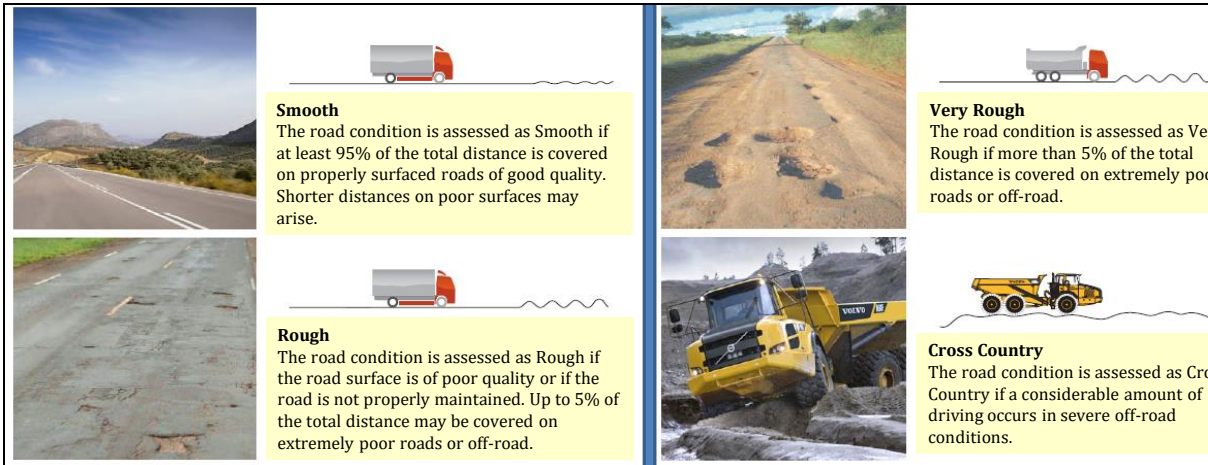 Smooth
The road condition is assessed as Smooth if
at least 95% of the total distance is covered
on properly surfaced roads of good quality.
Shorter distances on poor surfaces may
arise.
Rough
The road condition is assessed as Rough if
the road surface is of poor quality or if the
road is not properly maintained. Up to 5% of
the total distance may be covered on
extremely poor roads or off-road.
Very Rough
The road condition is assessed as Ve
Rough if more than 5% of the total
distance is covered on extremely poo
roads or off-road.
VOLVO
Cross Country
The road condition is assessed as Cro
Country if a considerable amount of
driving occurs in severe off-road
conditions.